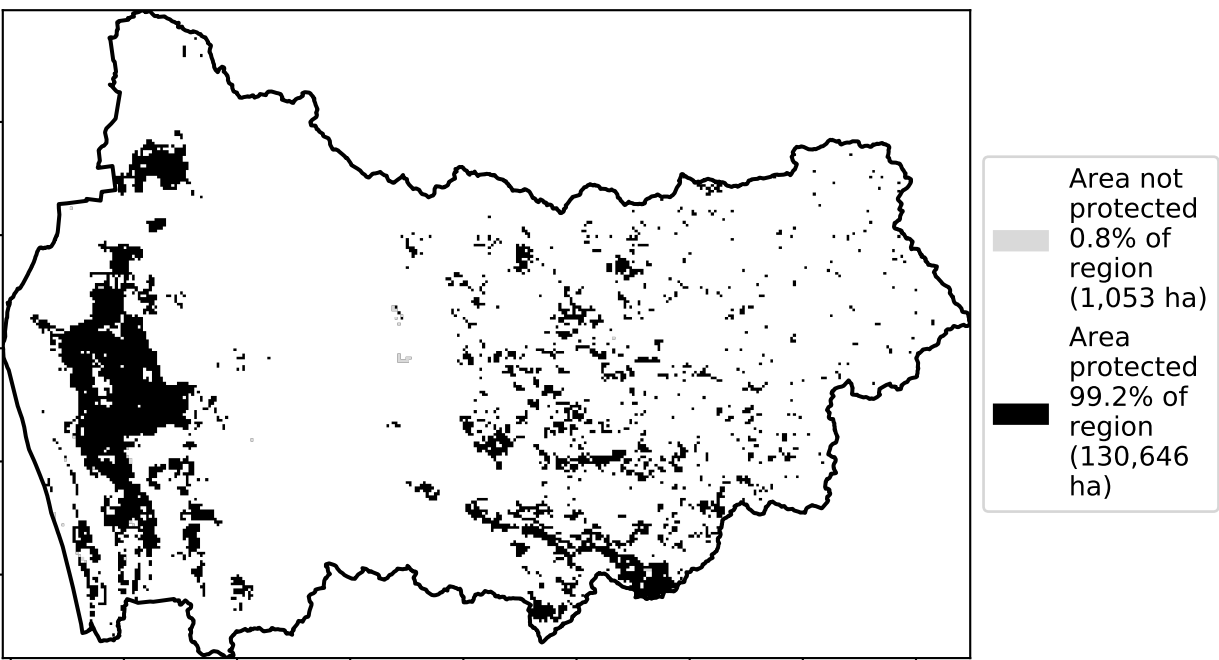 Area not
protected
0.8% of
region
(1,053 ha)
Area
protected
99.2% of
region
(130,646
ha)